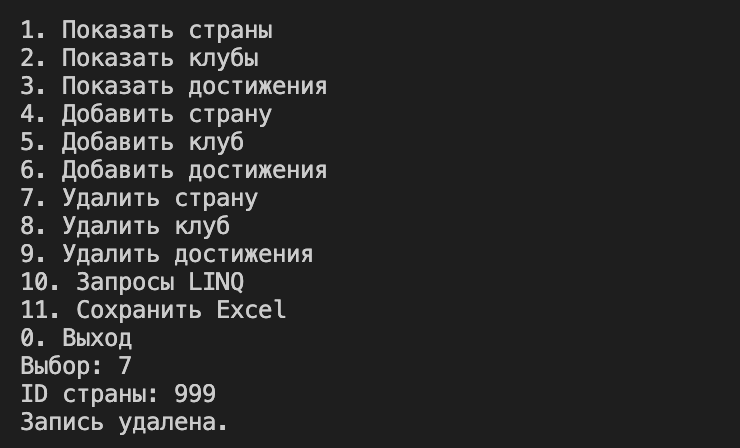 1. Показать страны
2. Показать клубы
3. Показать достижения
4. Добавить страну
5. Добавить клуб
6. Добавить достижения
7. Удалить страну
8. Удалить клуб
9. Удалить достижения
10. Запросы LINQ
11. Сохранить Excel
0. Выход
Выбор: 7
ID страны: 999
Запись удалена.